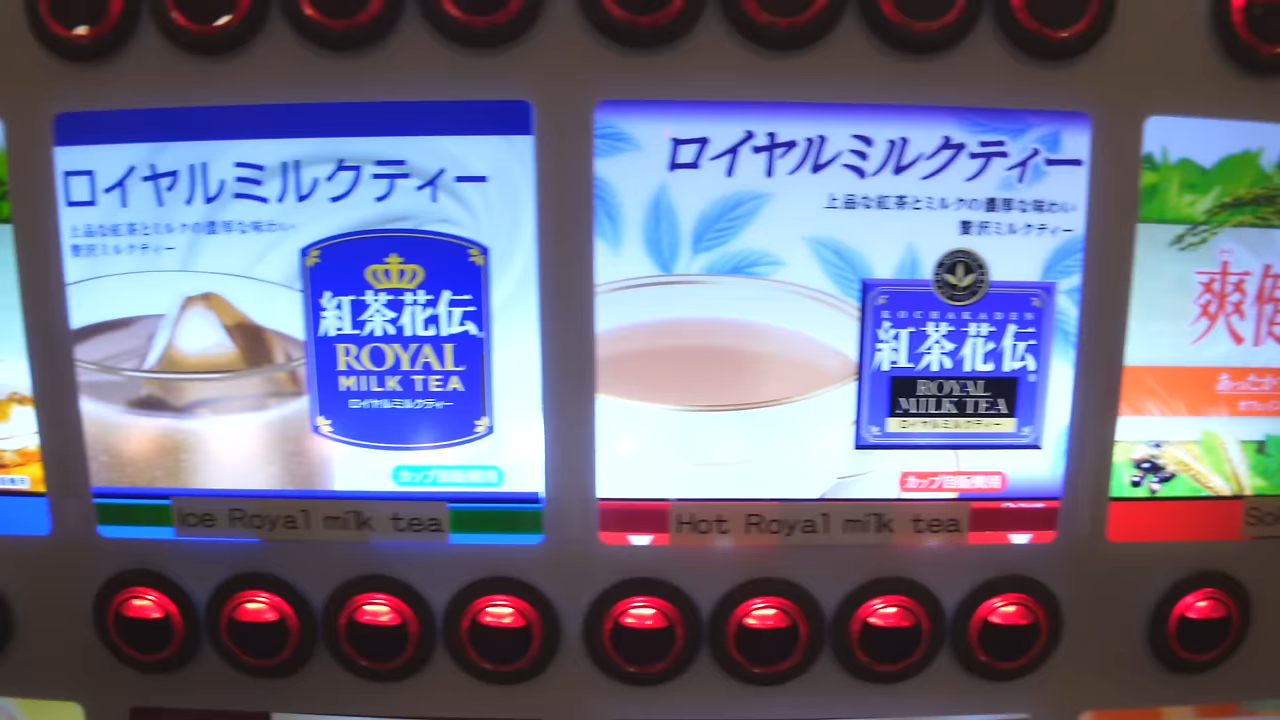 ロイヤルミルクティー
上品な紅茶とミルクの濃厚な味わい
贅沢ミルクティー
紅茶花伝
ROYAL
MILK TEA
ロイヤルミルクティー
カップ自販機用
Ice Royal milk tea
ロイヤルミルクティー
上品な紅茶とミルクの濃厚な味わい
贅沢ミルクティー
KOCHAKADEN
紅茶花伝
ROYAL
MILK TEA
ロイヤルミルクティー
カップ自販機用
Hot Royal milk tea
爽健
あったか